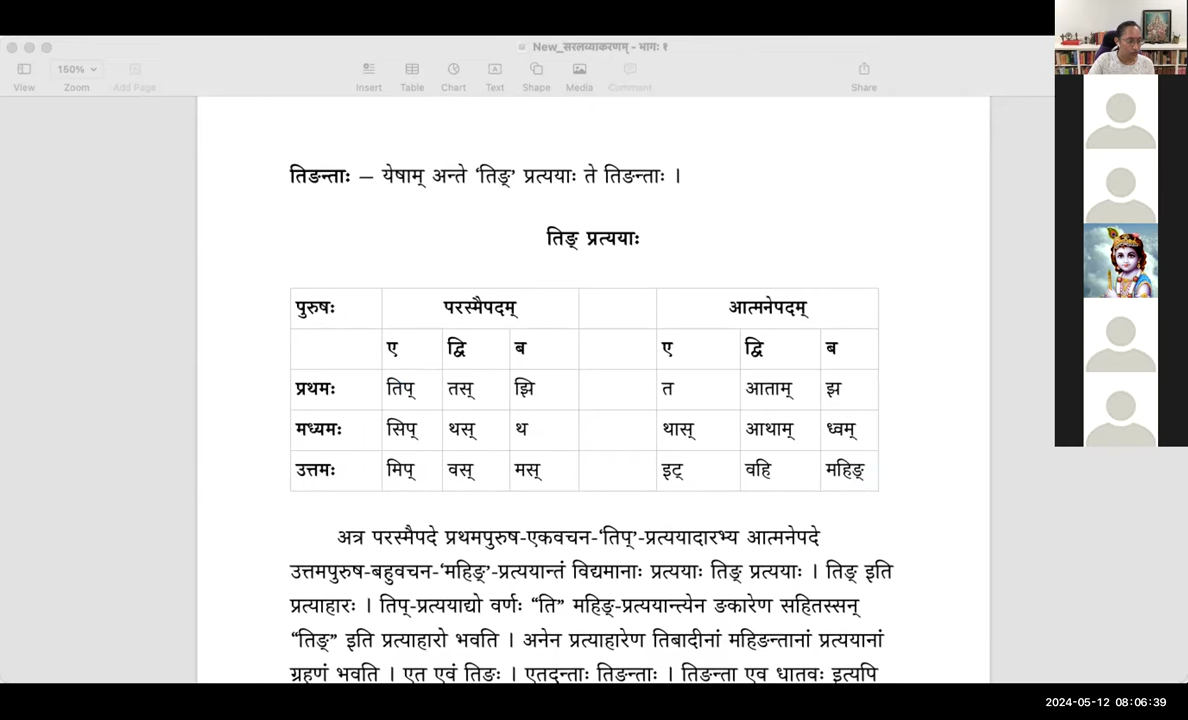 New_सरलव्याकरणम् - भागः १
150%
View
Zoom
Add Page
Insert
Table
Chart
Text
Shape
Media
Comment
Share
तिङन्ताः – येषाम् अन्ते ‘तिङ्’ प्रत्ययाः ते तिङन्ताः ।
तिङ् प्रत्ययाः
पुरुषः परस्मैपदम् आत्मनेपदम्
ए द्वि ब ए द्वि ब
प्रथमः तिप् तस् झि त आताम् झ
मध्यमः सिप् थस् थ थास् आथाम् ध्वम्
उत्तमः मिप् वस् मस् इट् वहि महिङ्
अत्र परस्मैपदे प्रथमपुरुष-एकवचन-‘तिप्’-प्रत्ययादारभ्य आत्मनेपदे
उत्तमपुरुष-बहुवचन-‘महिङ्’-प्रत्ययान्तं विद्यमानाः प्रत्ययाः तिङ् प्रत्ययाः । तिङ् इति
प्रत्याहारः । तिप्-प्रत्ययाद्यो वर्णः “ति” महिङ्-प्रत्ययान्त्येन ङकारेण सहितस्सन्
“तिङ्” इति प्रत्याहारो भवति । अनेन प्रत्याहारेण तिबादीनां महिङन्तानां प्रत्ययानां
ग्रहणं भवति । एत एवं तिङः । एतदन्ताः तिङन्ताः । तिङन्ता एव धातवः इत्यपि
2024-05-12 08:06:39